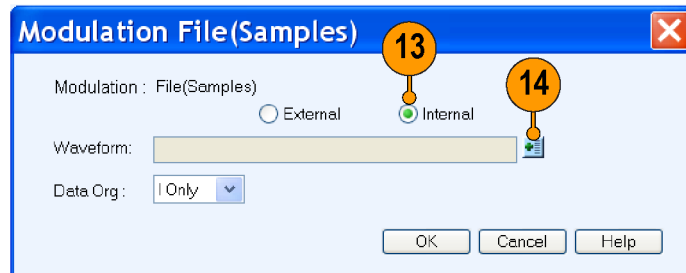 Modulation File(Samples)
13
14
Modulation : File(Samples)
External Internal
Waveform:
Data Org : I Only
OK Cancel Help